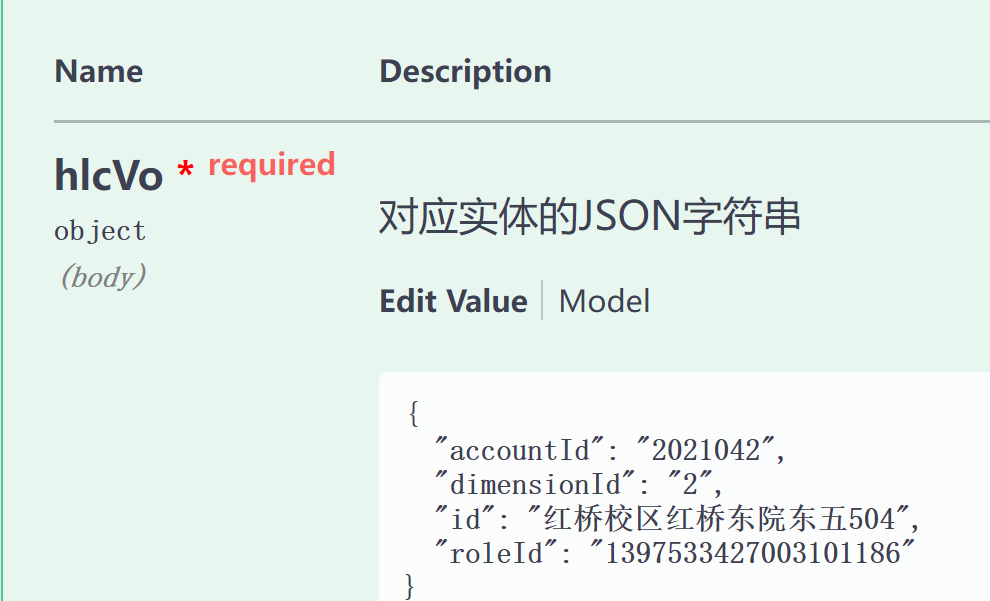 Name Description
hlcVo * required
对应实体的JSON字符串
object
(body)
Edit Value Model
{
"accountId": "2021042",
"dimensionId": "2",
"id": "红桥校区红桥东院东五504",
"roleId": "1397533427003101186"
}